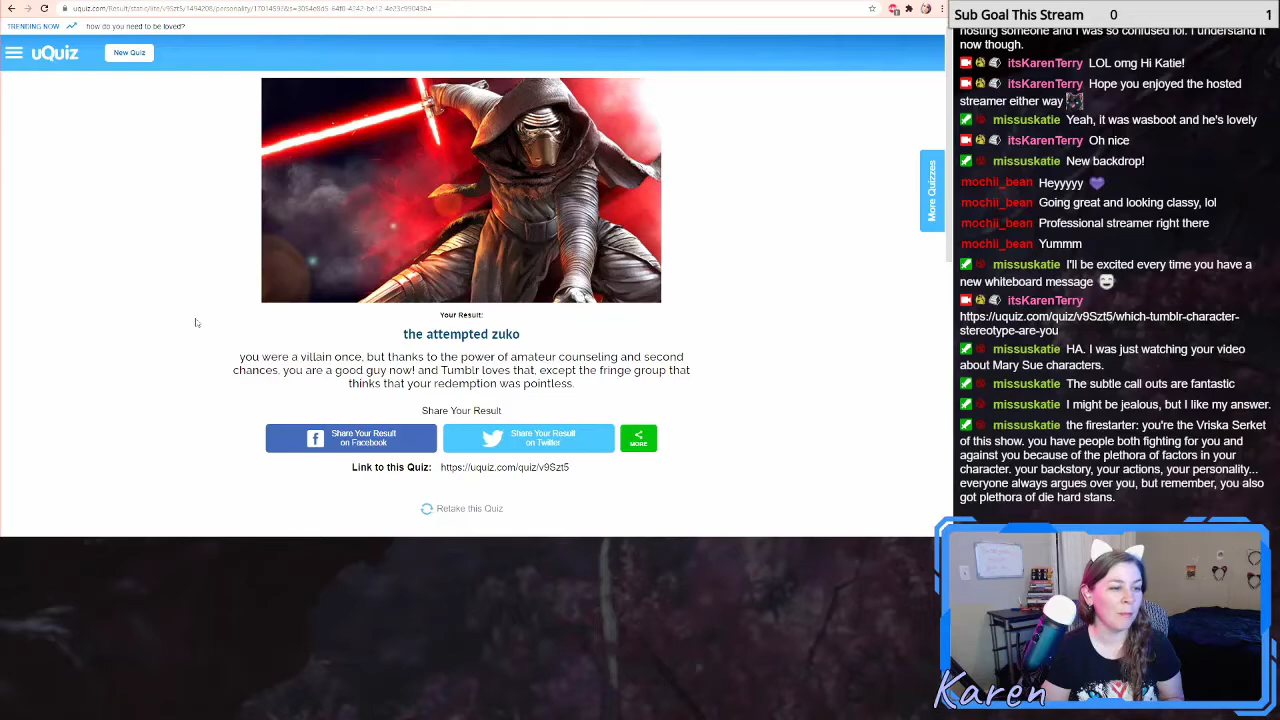 uquiz.com/Result/static/lite/v9Szt5/1494208/personality/
TRENDING NOW how do you need to be loved?
uQuiz New Quiz
More Quizzes
Your Result:
the attempted zuko
you were a villain once, but thanks to the power of amateur counseling and second
chances, you are a good guy now! and Tumblr loves that, except the fringe group that
thinks that your redemption was pointless.
Share Your Result
Share Your Result
on Facebook
Share Your Result
on Twitter
MORE
Link to this Quiz: https://uquiz.com/quiz/v9Szt5
Retake this Quiz
Sub Goal This Stream 0 1
hosting someone and I was so confused lol. I understand it
now though.
itsKarenTerry LOL omg Hi Katie!
itsKarenTerry Hope you enjoyed the hosted
streamer either way
missuskatie Yeah, it was wasboot and he's lovely
itsKarenTerry Oh nice
missuskatie New backdrop!
mochii_bean Heyyyyy
mochii_bean Going great and looking classy, lol
mochii_bean Professional streamer right there
mochii_bean Yummm
missuskatie I'll be excited every time you have a
new whiteboard message
itsKarenTerry
https://uquiz.com/quiz/v9Szt5/which-tumblr-character-
stereotype-are-you
missuskatie HA. I was just watching your video
about Mary Sue characters.
missuskatie The subtle call outs are fantastic
missuskatie I might be jealous, but I like my answer.
missuskatie the firstarter: you're the Vriska Serket
of this show. you have people both fighting for you and
against you because of the plethora of factors in your
character. your backstory, your actions, your personality...
everyone always argues over you, but remember, you also
got plethora of die hard stans.
Karen